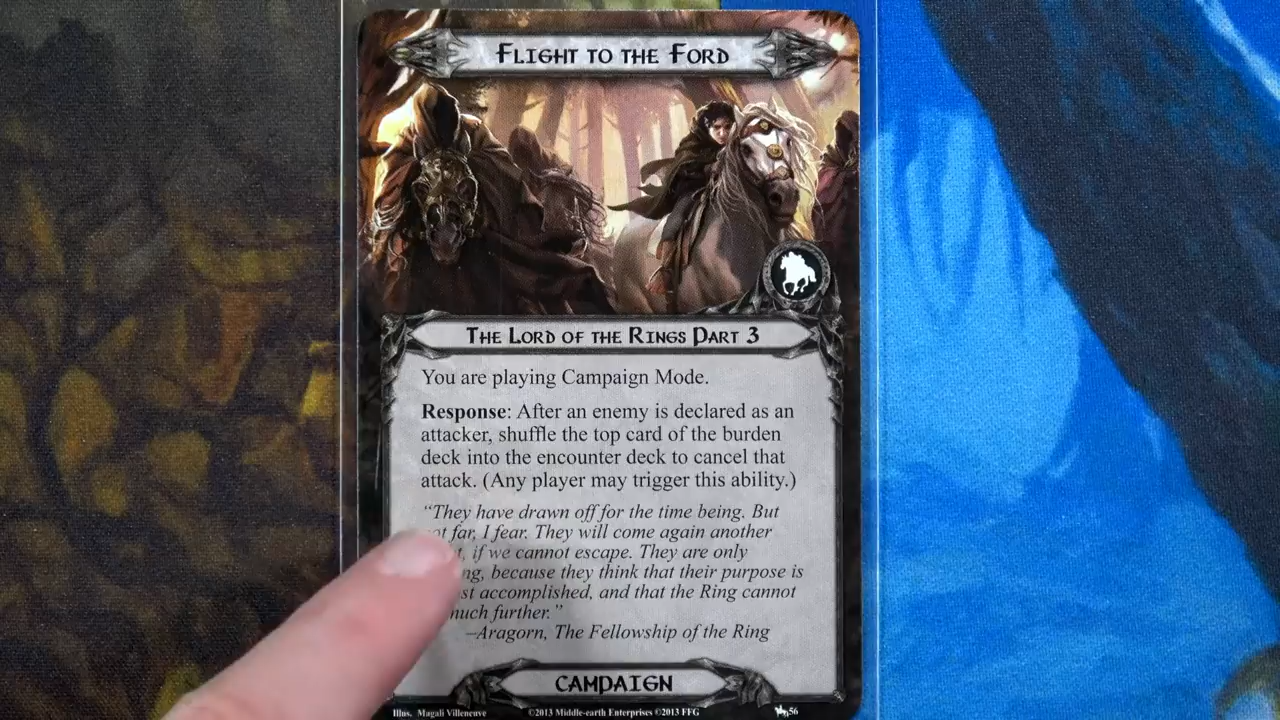 Flight to the Ford
The Lord of the Rings Part 3
You are playing Campaign Mode.
Response: After an enemy is declared as an
attacker, shuffle the top card of the burden
deck into the encounter deck to cancel that
attack. (Any player may trigger this ability.)
“They have drawn off for the time being. But
far, I fear. They will come again another
if we cannot escape. They are only
because they think that their purpose is
accomplished, and that the Ring cannot
much further.”
–Aragorn, The Fellowship of the Ring
CAMPAIGN
Illus. Magali Villeneuve ©2013 Middle-earth Enterprises ©2013 FFG 56